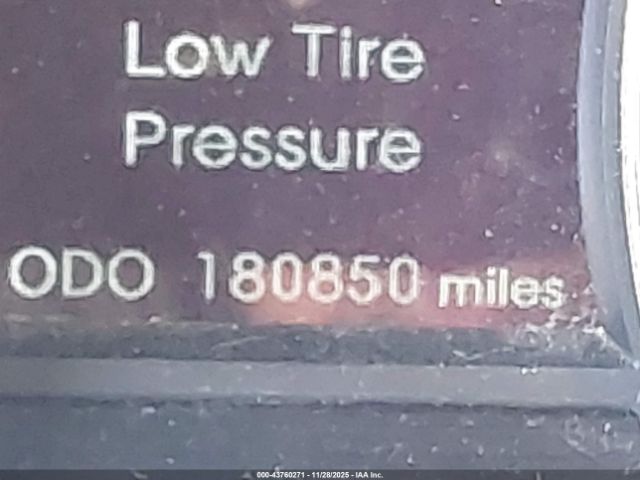 Low Tire
Pressure
ODO 180850 miles
000-43760271 - 11/28/2025 - IAA Inc.